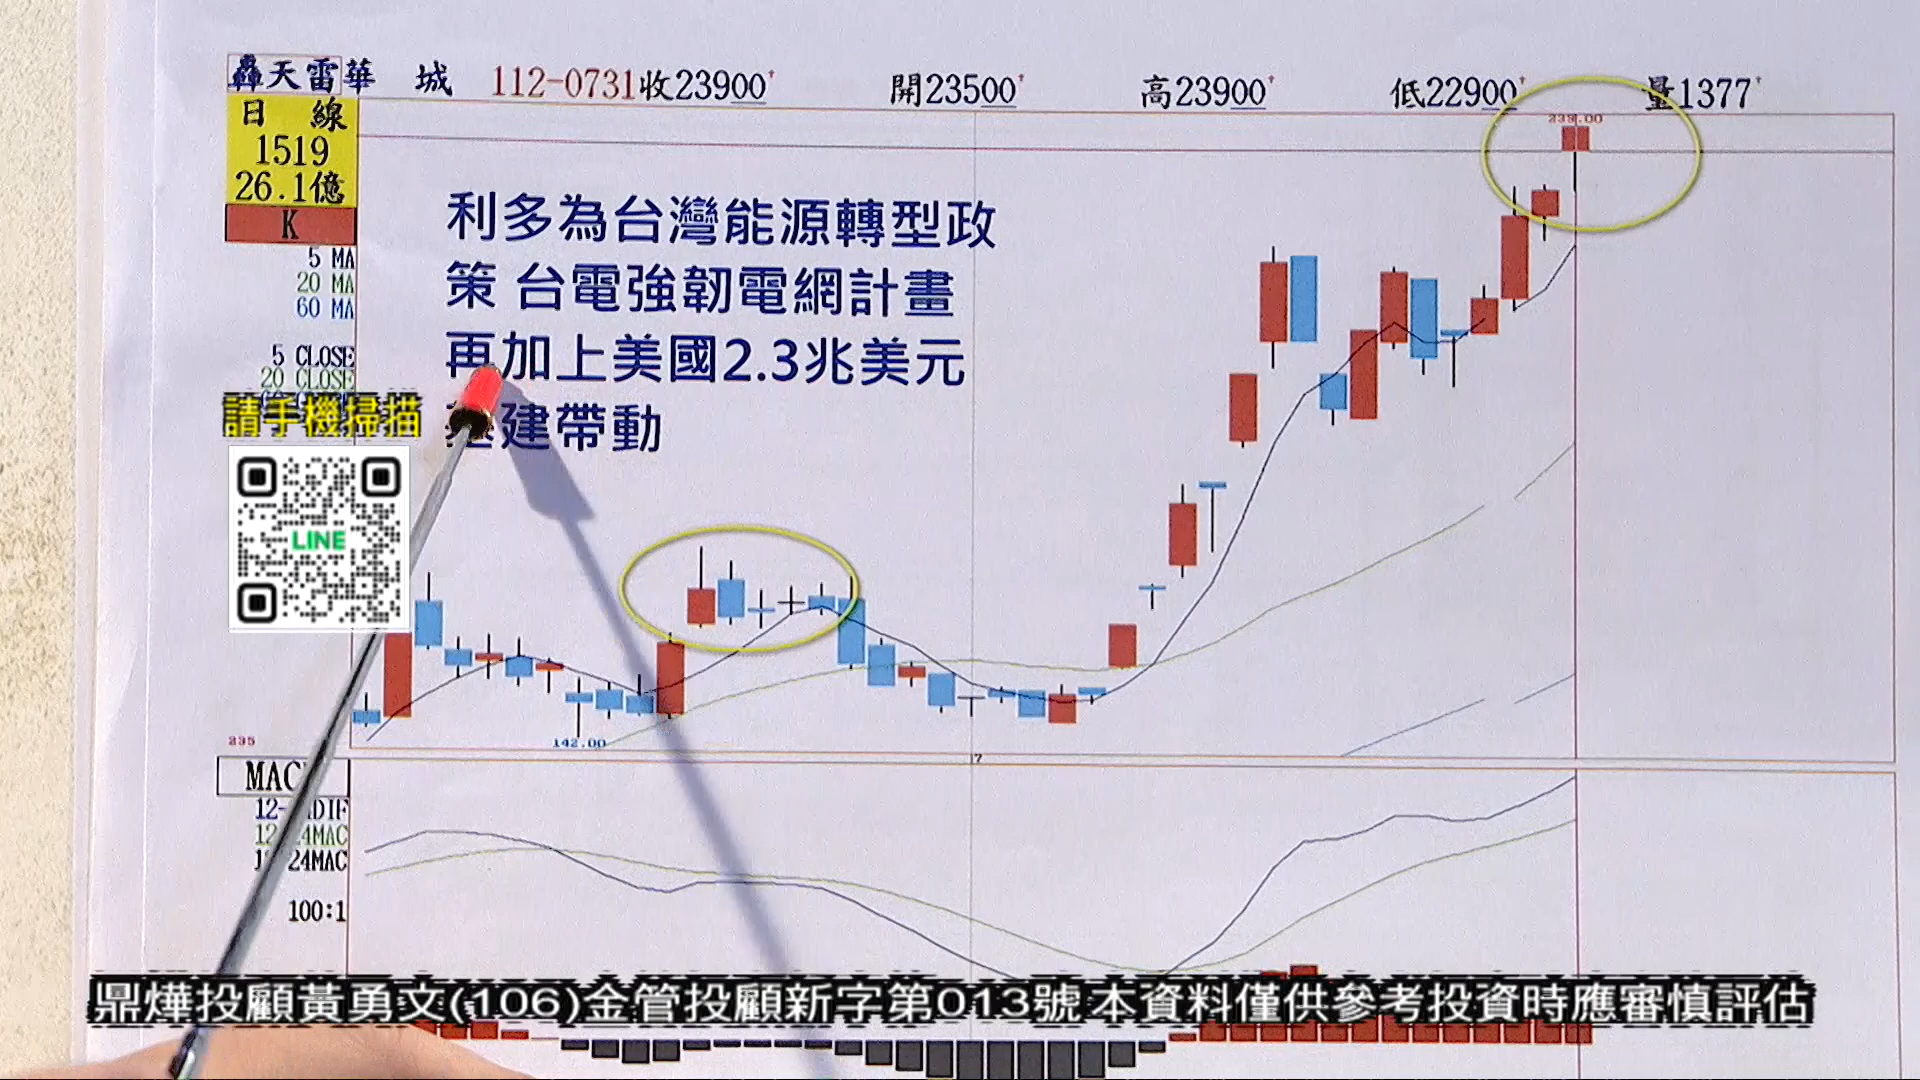 轟天雷華 城 112-0731收23900 開23500 高23900 低22900 量1377
日 線
1519
26.1億
K
5 MA
20 MA
60 MA
5 CLOSE
20 CLOSE
請手機掃描
LINE
利多為台灣能源轉型政
策 台電強韌電網計畫
再加上美國2.3兆美元
建帶動
239.00
142.00
235
7
100:1
鼎燁投顧黃勇文(106)金管投顧新字第013號 本資料僅供參考投資時應審慎評估